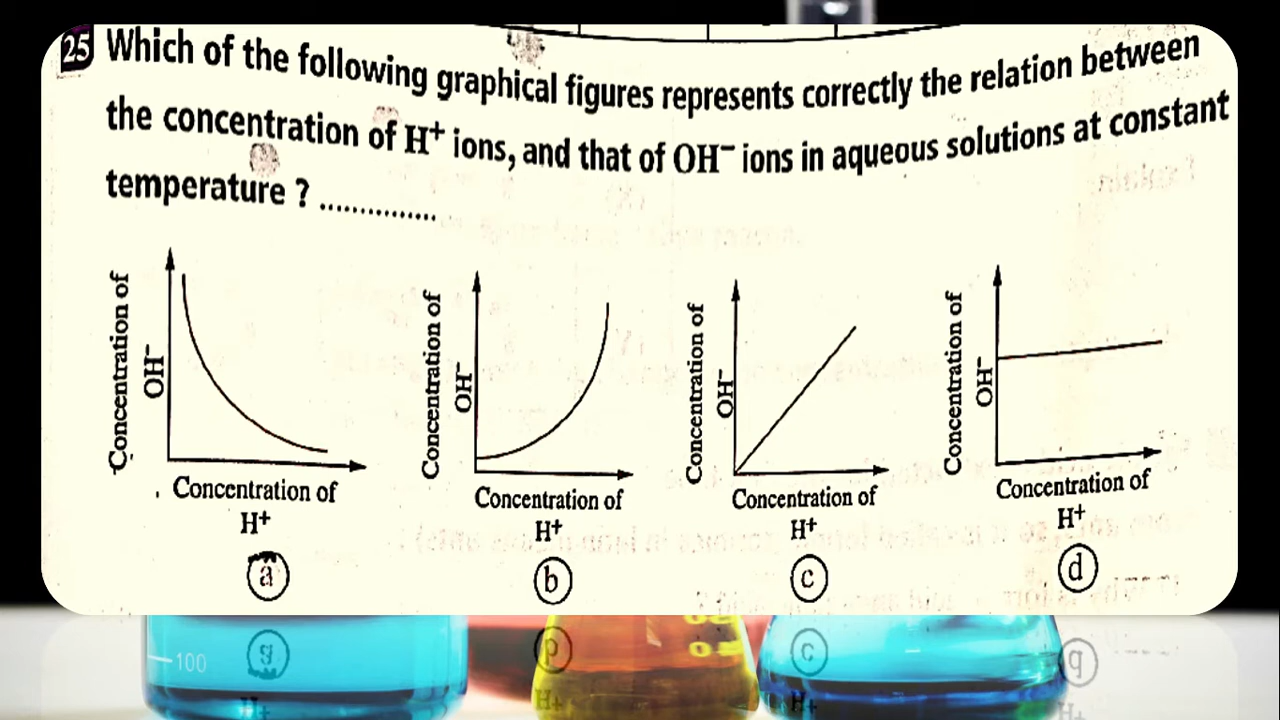 25 Which of the following graphical figures represents correctly the relation between
the concentration of H⁺ ions, and that of OH⁻ ions in aqueous solutions at constant
temperature ? ...............
Concentration of
OH⁻
Concentration of
H⁺
a
Concentration of
OH⁻
Concentration of
H⁺
b
Concentration of
OH⁻
Concentration of
H⁺
c
Concentration of
OH⁻
Concentration of
H⁺
d
100